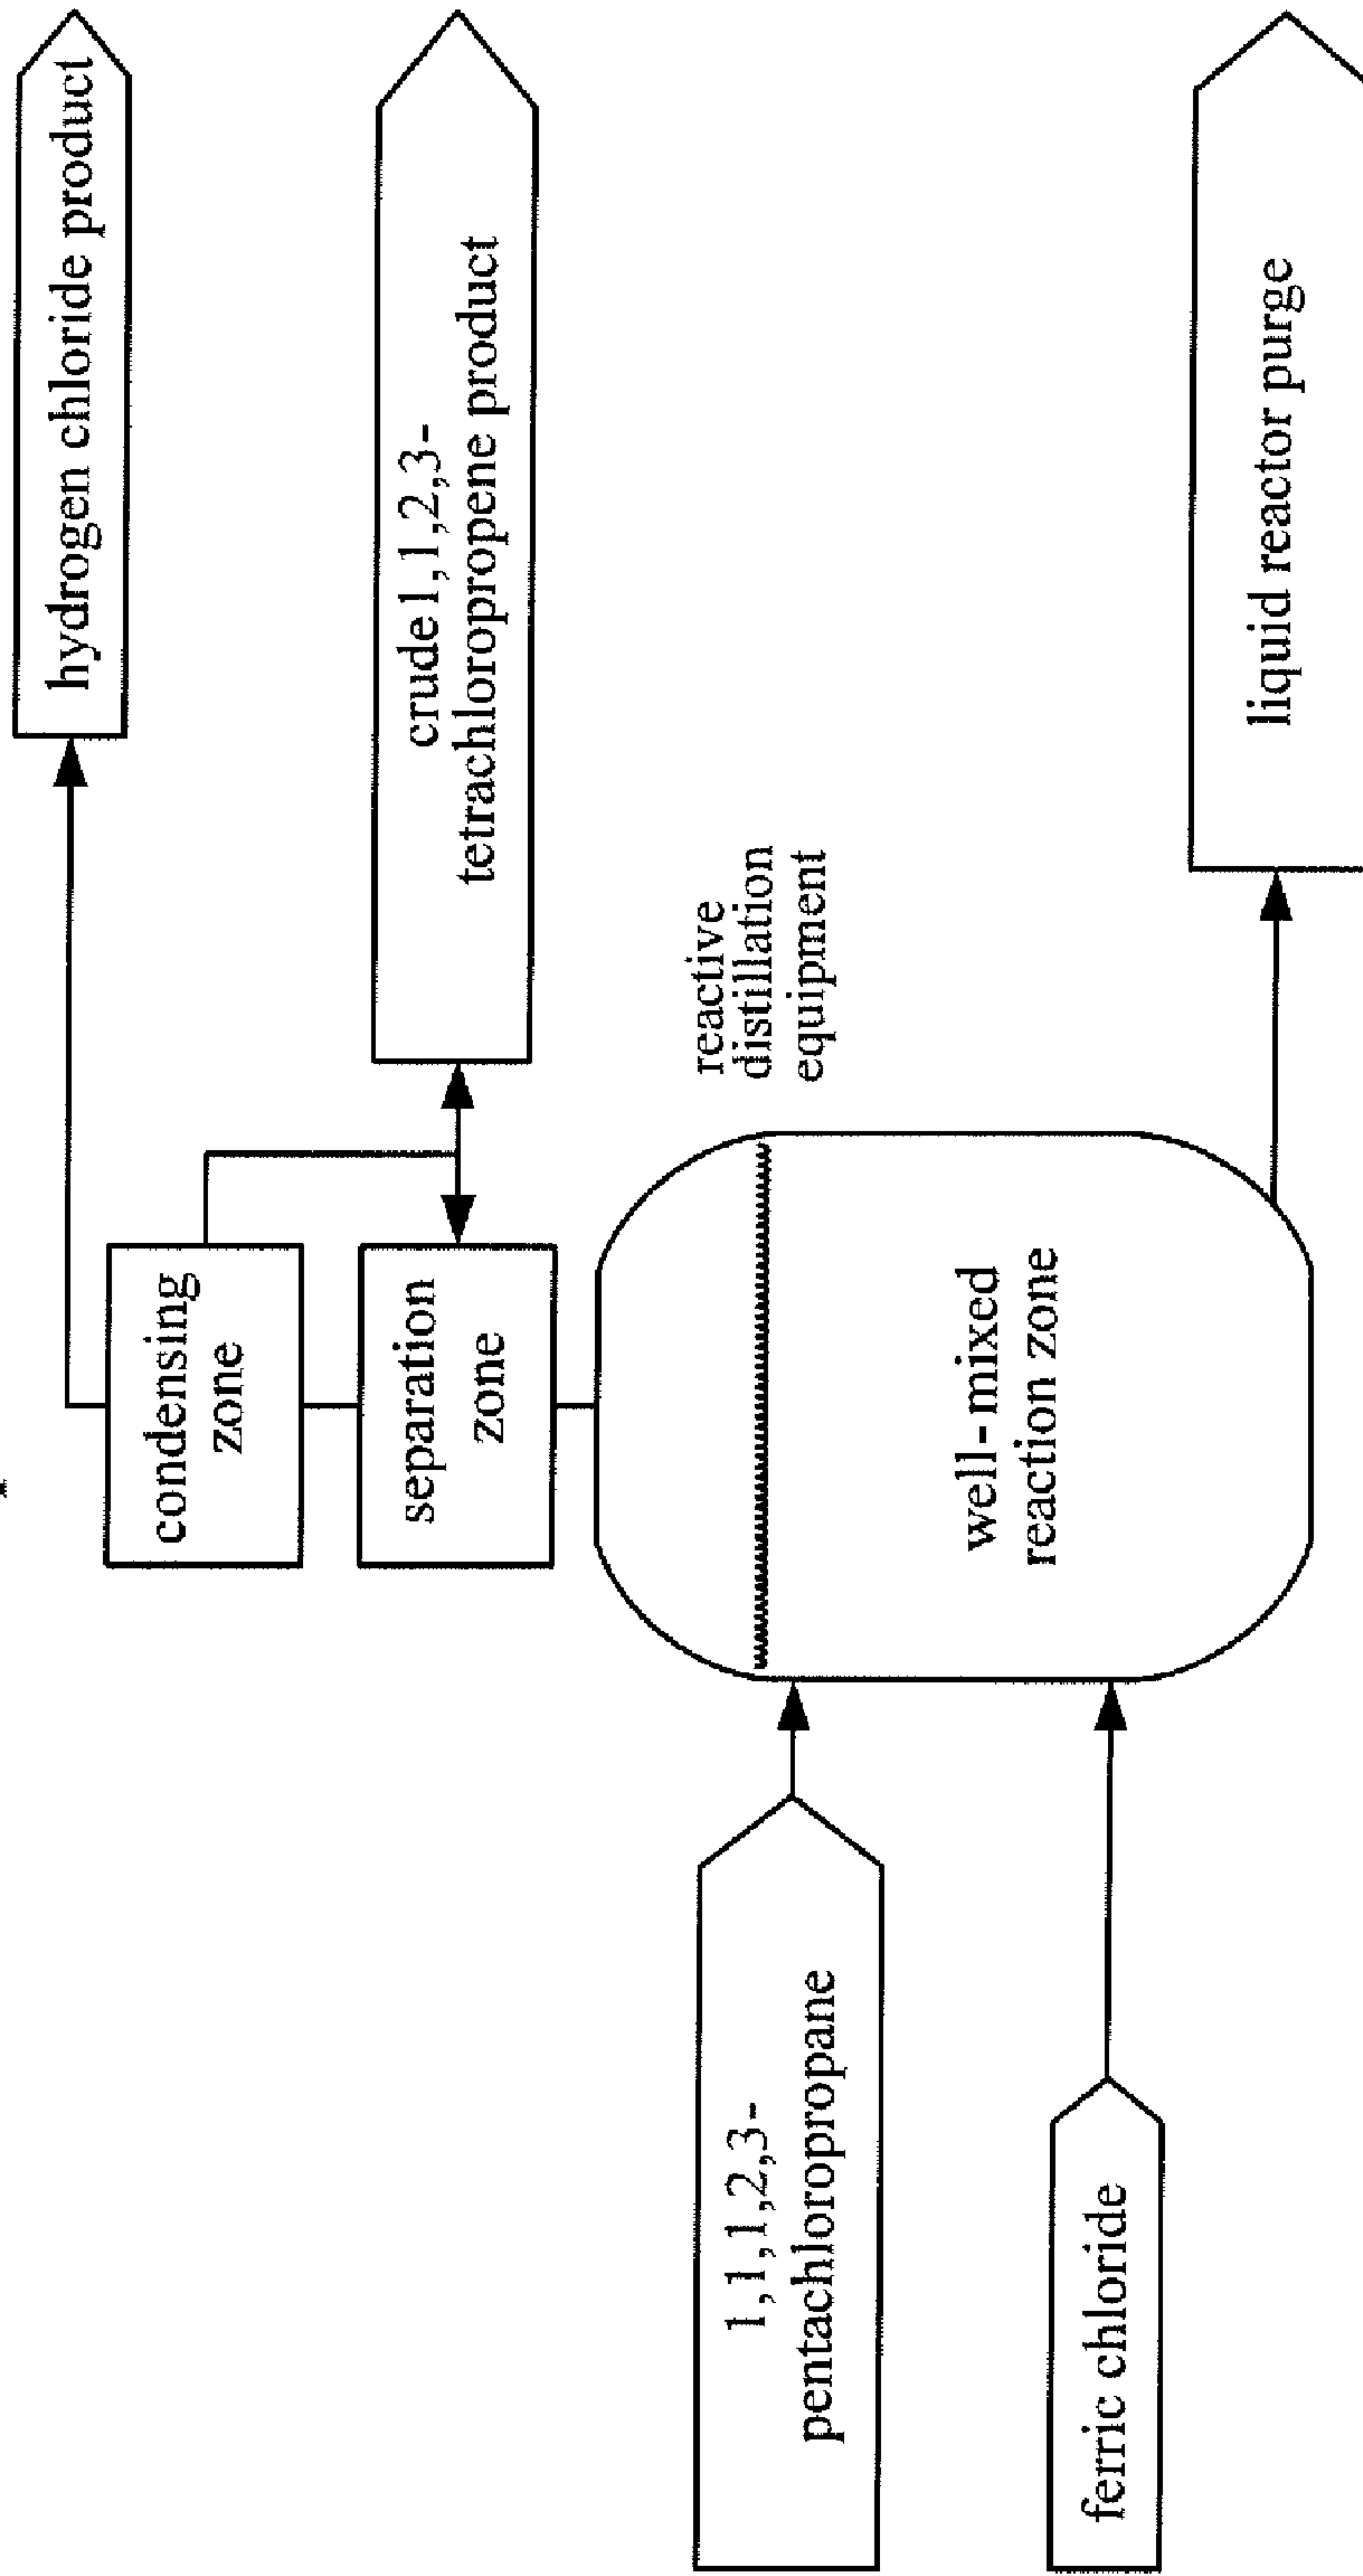 hydrogen chloride product
condensing
zone
crude 1,1,2,3-
tetrachloropropene product
separation
zone
reactive
distillation
equipment
1,1,1,2,3-
pentachloropropane
well-mixed
reaction zone
ferric chloride
liquid reactor purge